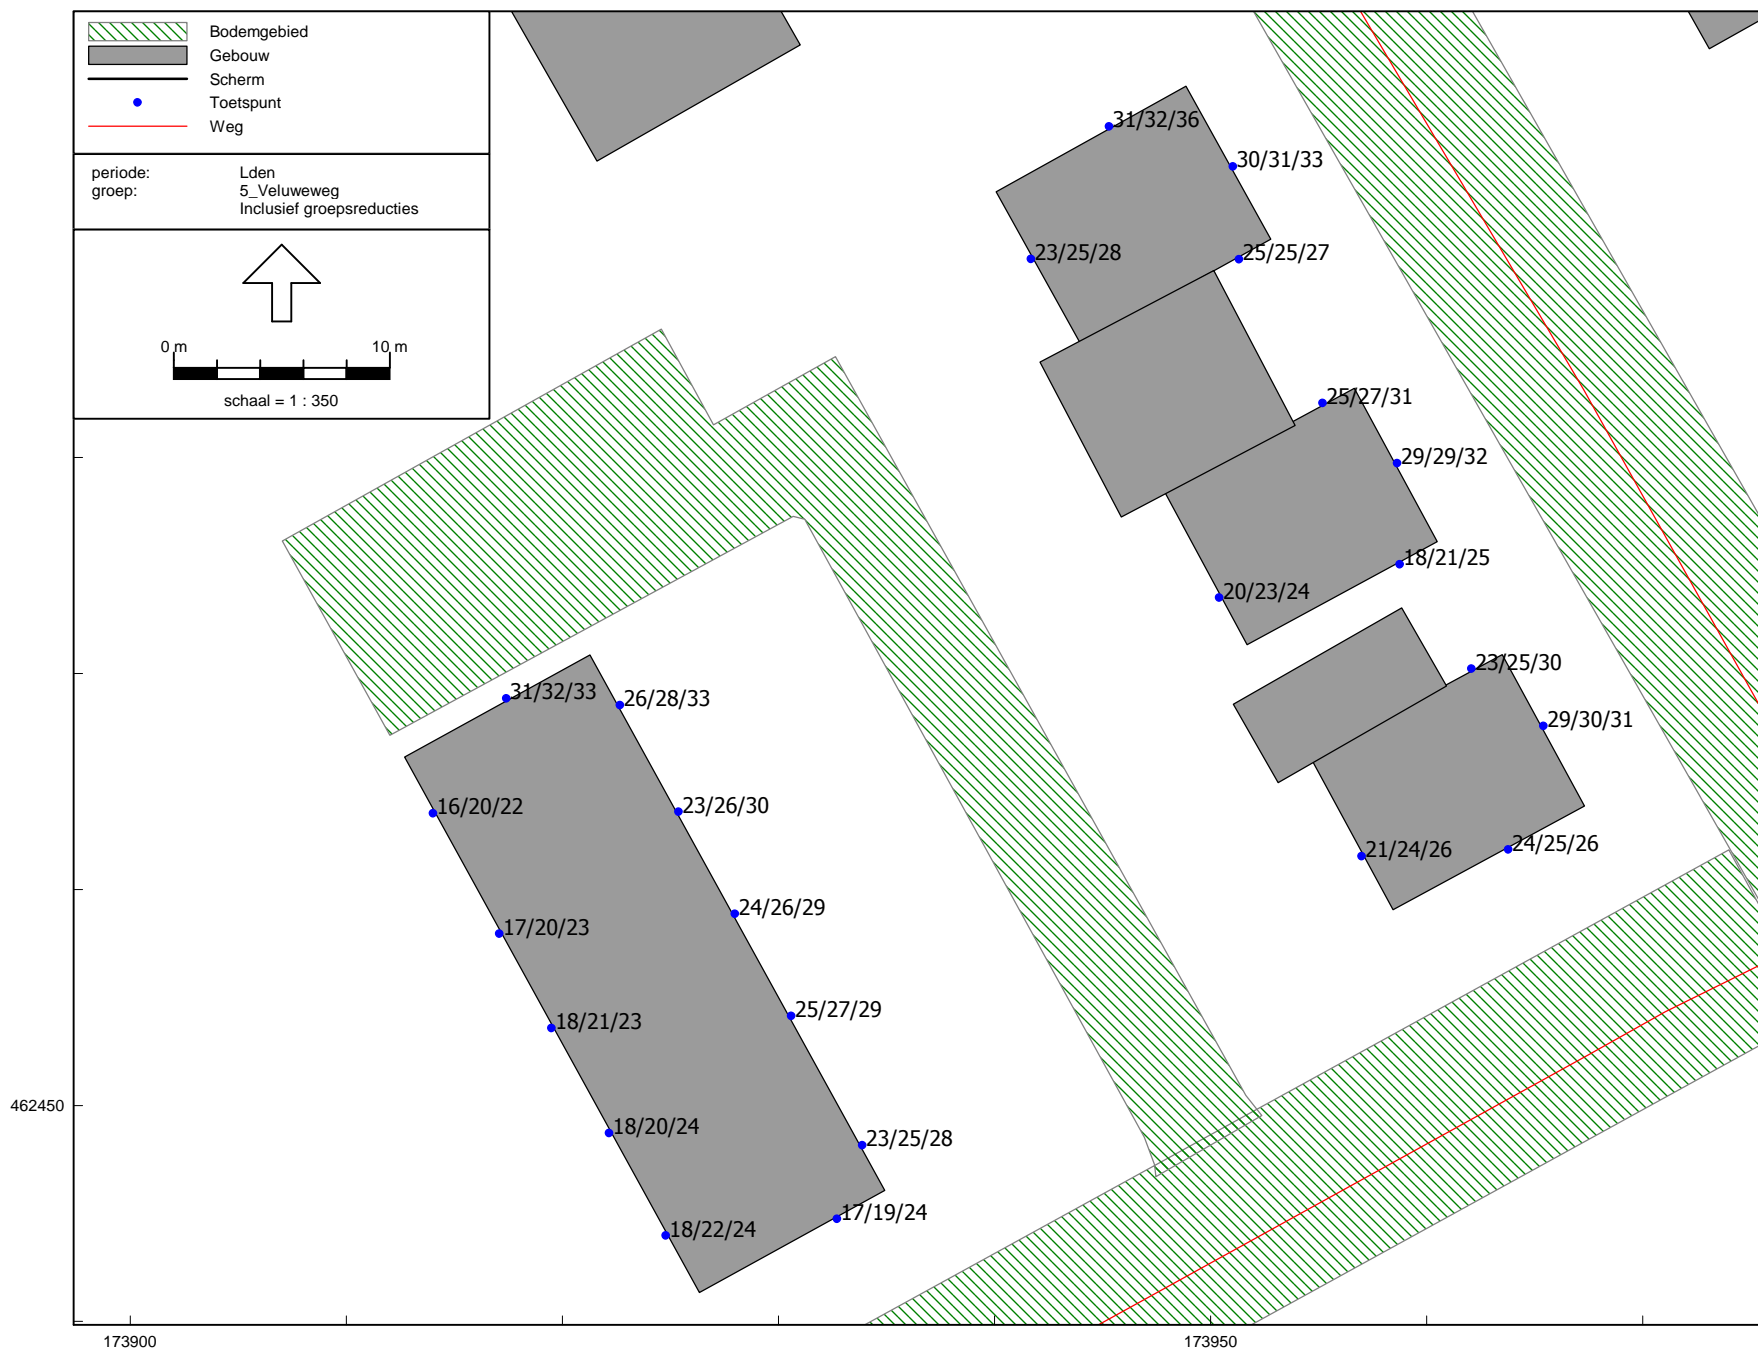 Bodemgebied
Gebouw
Scherm
Toetspunt
Weg
periode: Lden
groep: 5_Veluweweg
Inclusief groepsreducties
0 m 10 m
schaal = 1 : 350
31/32/36
30/31/33
23/25/28
25/25/27
25/27/31
29/29/32
18/21/25
20/23/24
23/25/30
31/32/33
26/28/33
29/30/31
16/20/22
23/26/30
21/24/26
24/25/26
24/26/29
17/20/23
25/27/29
18/21/23
462450
18/20/24
23/25/28
17/19/24
18/22/24
173900
173950